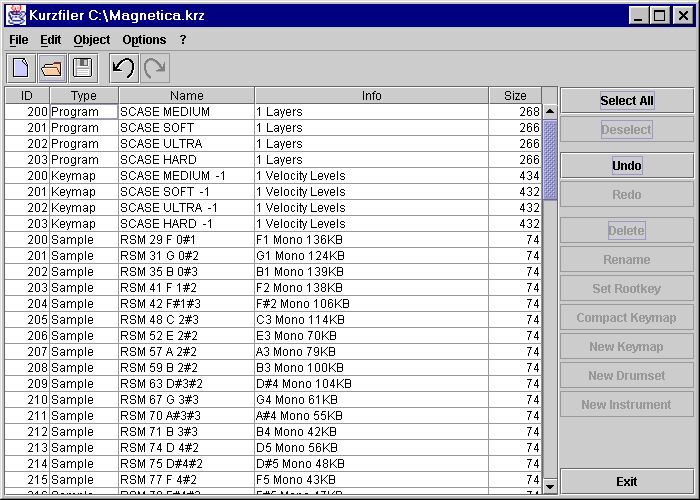 Kurzfiler C:\Magnetica.krz
File Edit Object Options ?
ID Type Name Info Size
200 Program SCASE MEDIUM 1 Layers 268
201 Program SCASE SOFT 1 Layers 266
202 Program SCASE ULTRA 1 Layers 266
203 Program SCASE HARD 1 Layers 266
200 Keymap SCASE MEDIUM -1 1 Velocity Levels 434
201 Keymap SCASE SOFT -1 1 Velocity Levels 432
202 Keymap SCASE ULTRA -1 1 Velocity Levels 432
203 Keymap SCASE HARD -1 1 Velocity Levels 432
200 Sample RSM 29 F 0#1 F1 Mono 136KB 74
201 Sample RSM 31 G 0#2 G1 Mono 124KB 74
202 Sample RSM 35 B 0#3 B1 Mono 139KB 74
203 Sample RSM 41 F 1#2 F2 Mono 138KB 74
204 Sample RSM 42 F#1#3 F#2 Mono 106KB 74
205 Sample RSM 48 C 2#3 C3 Mono 114KB 74
206 Sample RSM 52 E 2#2 E3 Mono 70KB 74
207 Sample RSM 57 A 2#2 A3 Mono 79KB 74
208 Sample RSM 59 B 2#2 B3 Mono 100KB 74
209 Sample RSM 63 D#3#2 D#4 Mono 104KB 74
210 Sample RSM 67 G 3#2 G4 Mono 61KB 74
211 Sample RSM 70 A#3#3 A#4 Mono 55KB 74
212 Sample RSM 71 B 3#3 B4 Mono 42KB 74
213 Sample RSM 74 D 4#2 D5 Mono 56KB 74
214 Sample RSM 75 D#4#2 D#5 Mono 48KB 74
215 Sample RSM 77 F 4#2 F5 Mono 43KB 74
Select All
Deselect
Undo
Redo
Delete
Rename
Set Rootkey
Compact Keymap
New Keymap
New Drumset
New Instrument
Exit